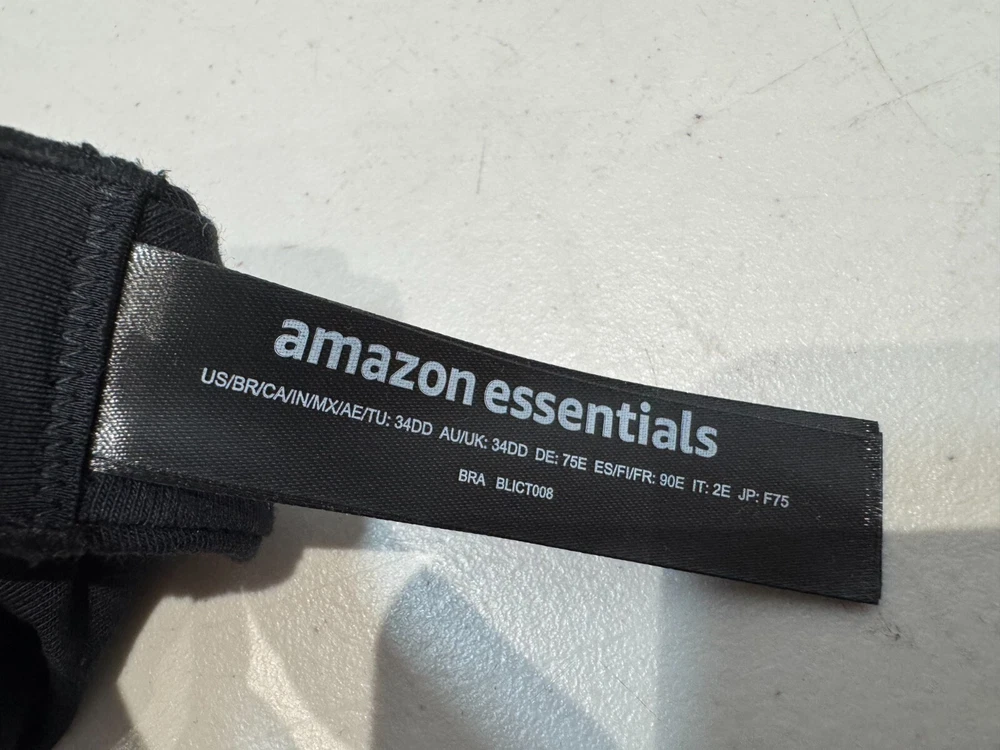 amazon essentials
US/BR/CA/IN/MX/AE/TU: 34DD AU/UK: 34DD DE: 75E ES/FI/FR: 90E IT: 2E JP: F75
BRA BLICT008